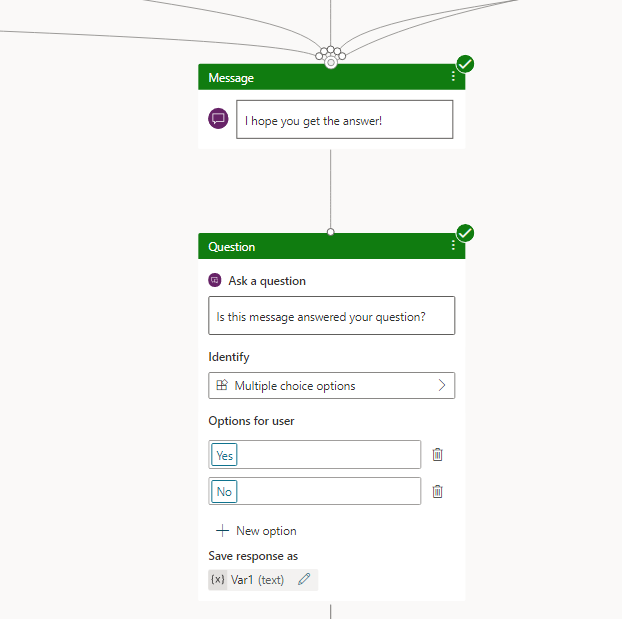 Message
I hope you get the answer!
Question
Ask a question
Is this message answered your question?
Identify
Multiple choice options
Options for user
Yes
No
New option
Save response as
{x} Var1 (text)